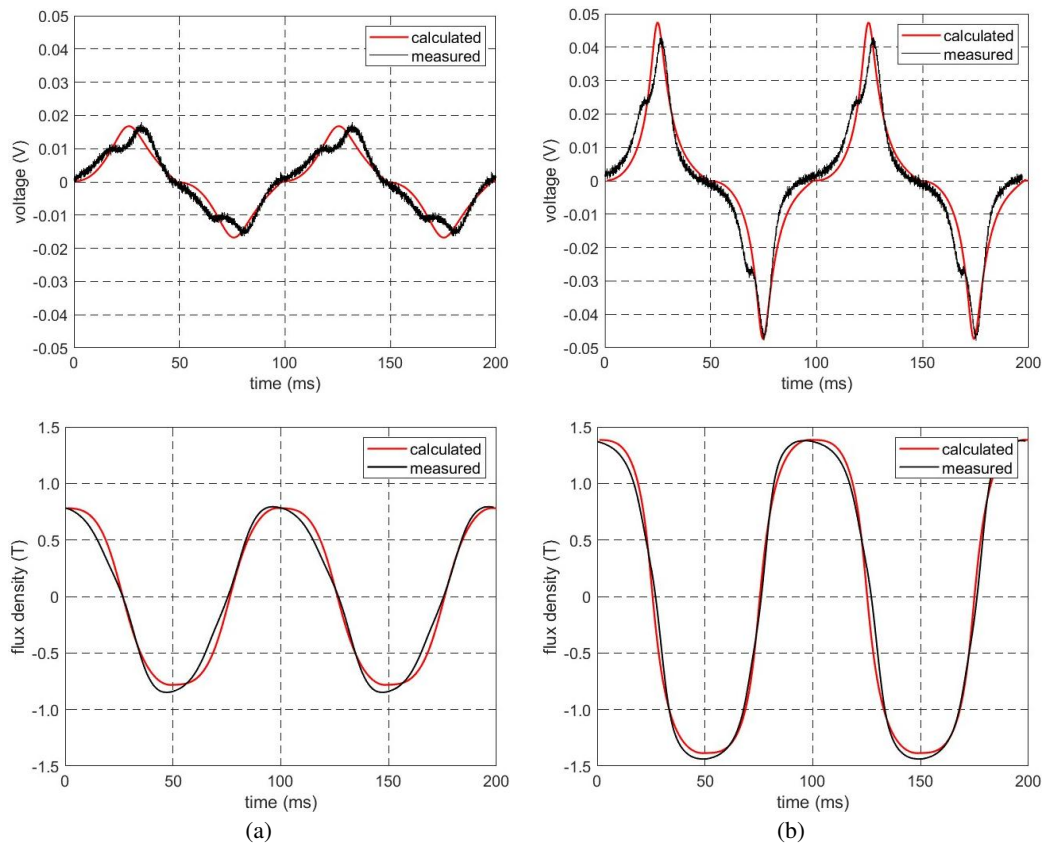 0.05
0.04
0.03
0.02
0.01
0
-0.01
-0.02
-0.03
-0.04
-0.05
voltage (V)
calculated
measured
0 50 100 150 200
time (ms)
0.05
0.04
0.03
0.02
0.01
0
-0.01
-0.02
-0.03
-0.04
-0.05
voltage (V)
calculated
measured
0 50 100 150 200
time (ms)
1.5
1.0
0.5
0
-0.5
-1.0
-1.5
flux density (T)
calculated
measured
0 50 100 150 200
time (ms)
(a)
1.5
1.0
0.5
0
-0.5
-1.0
-1.5
flux density (T)
calculated
measured
0 50 100 150 200
time (ms)
(b)